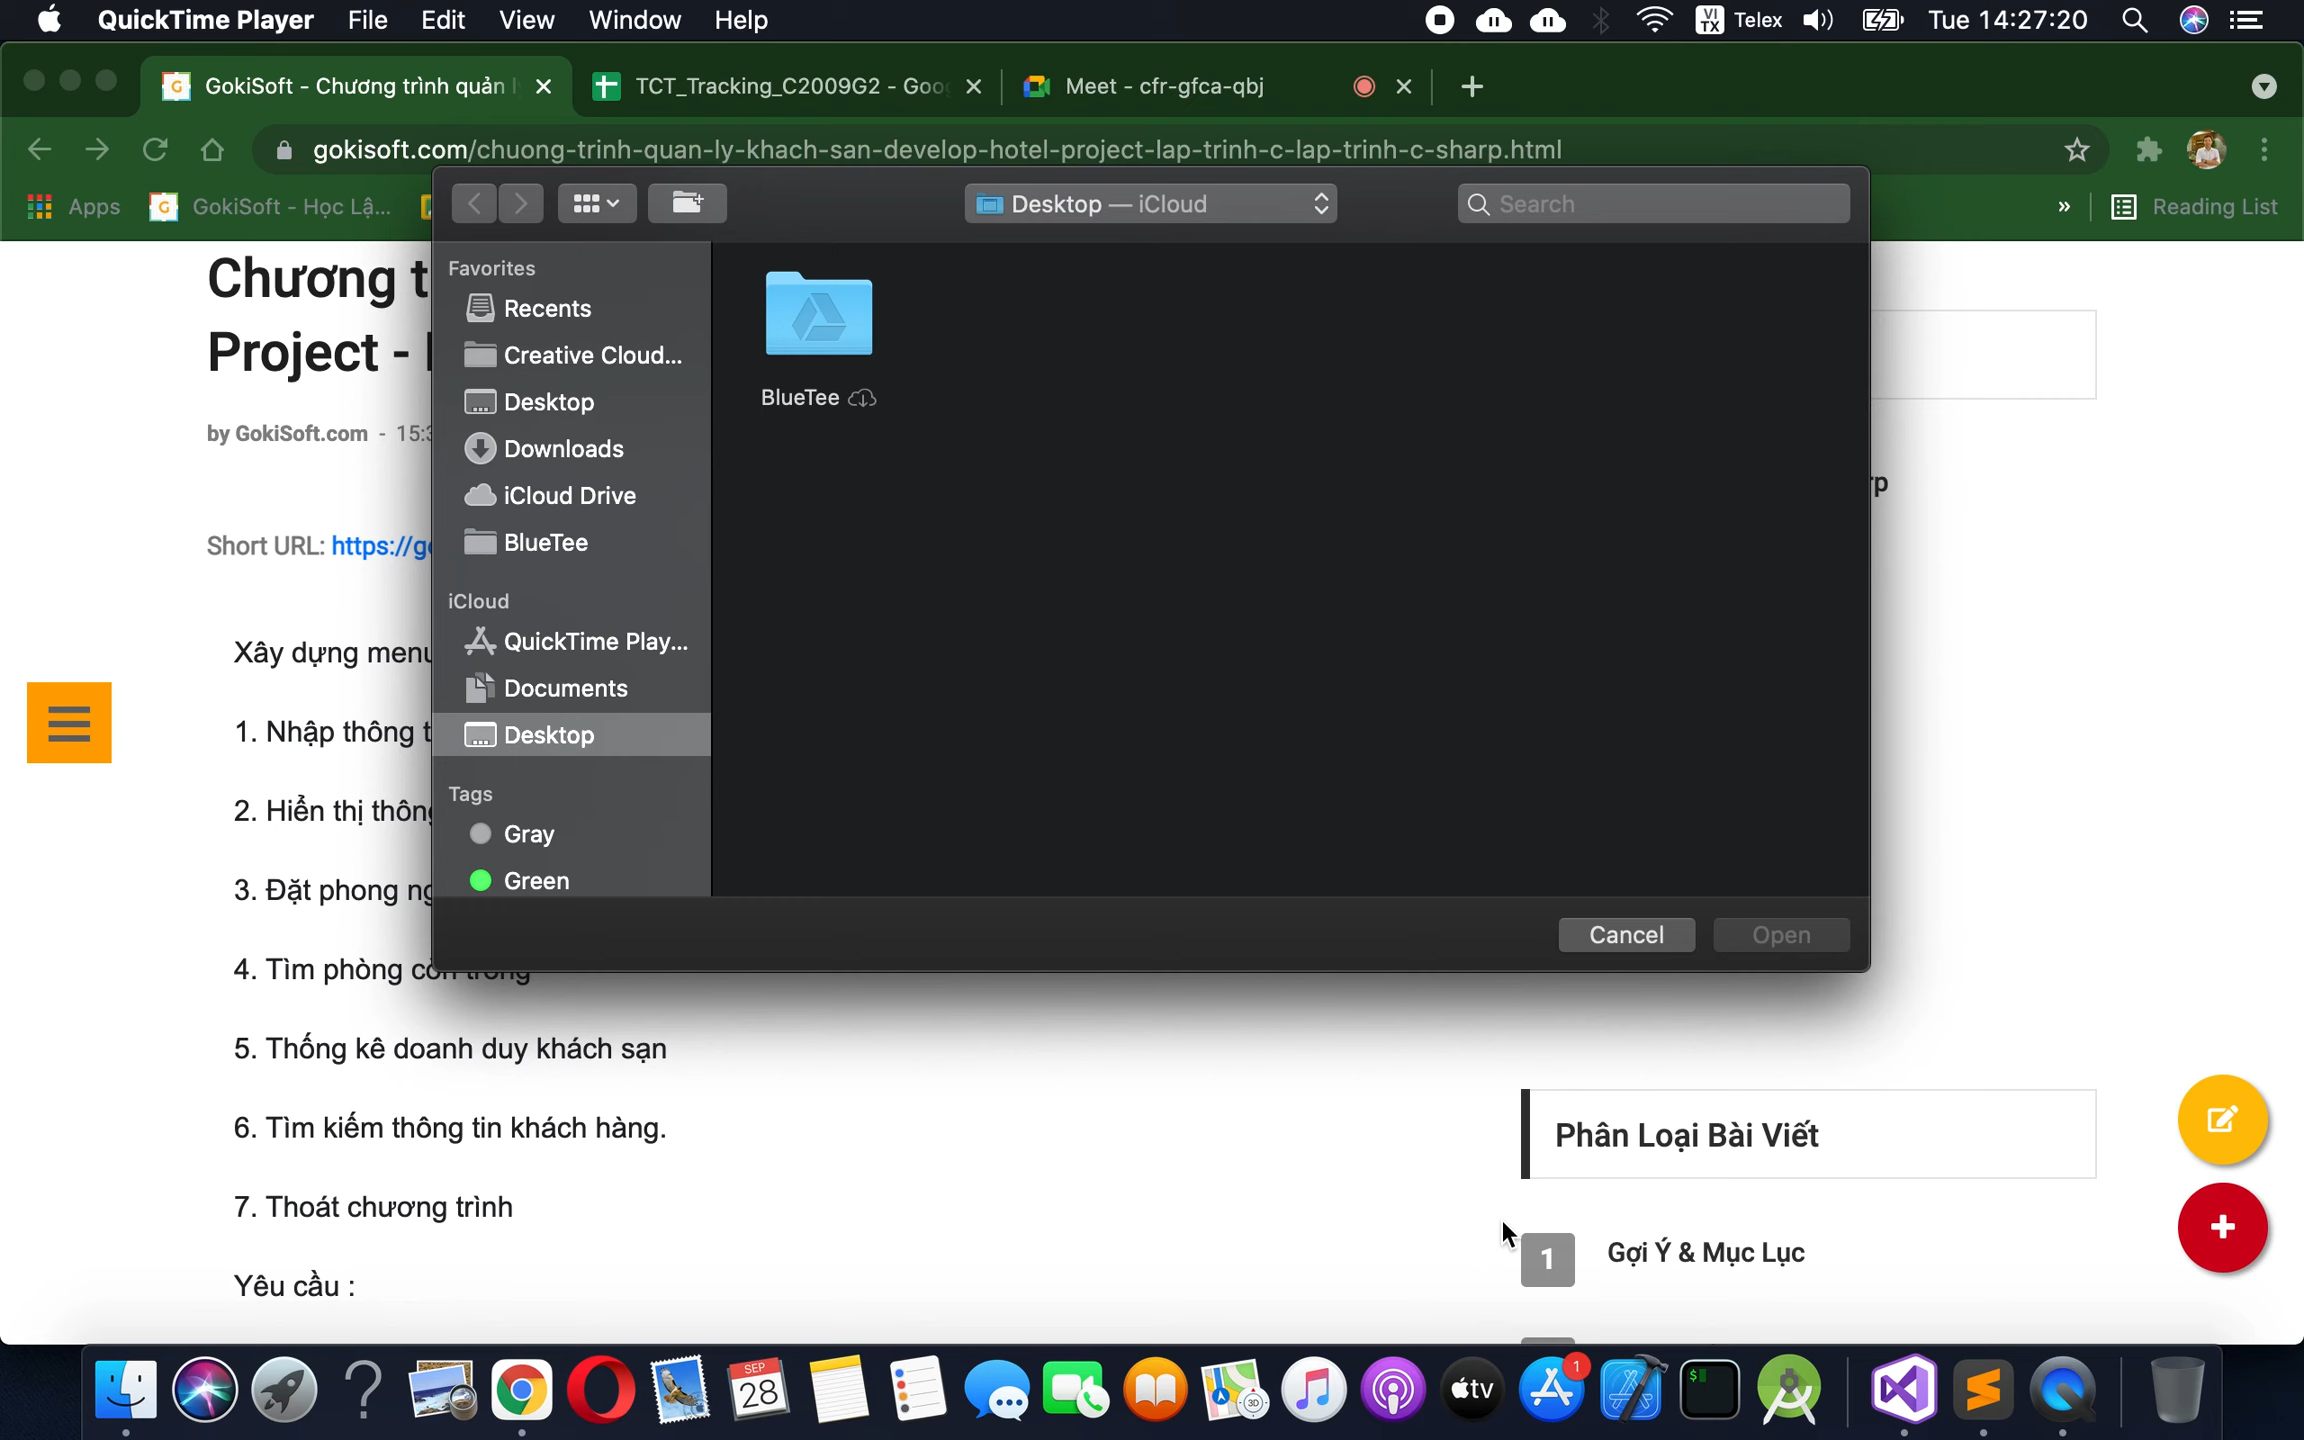 QuickTime Player File Edit View Window Help VI TX Telex Tue 14:27:20
GokiSoft - Chương trình quản TCT_Tracking_C2009G2 - Goo Meet - cfr-gfca-qbj
gokisoft.com/chuong-trinh-quan-ly-khach-san-develop-hotel-project-lap-trinh-c-lap-trinh-c-sharp.html
Apps GokiSoft - Học Lậ... » Reading List
Desktop — iCloud Search
Favorites
Recents
Creative Cloud...
Desktop
Downloads
iCloud Drive
BlueTee
iCloud
QuickTime Play...
Documents
Desktop
Tags
Gray
Green
BlueTee
Cancel Open
Chương t
Project -
by GokiSoft.com - 15:3
Short URL: https://g
rp
Xây dựng menu
1. Nhập thông t
2. Hiển thị thông
3. Đặt phong ng
4. Tìm phòng còn trong
5. Thống kê doanh duy khách sạn
6. Tìm kiếm thông tin khách hàng.
7. Thoát chương trình
Yêu cầu :
Phân Loại Bài Viết
1 Gợi Ý & Mục Lục
SEP
28
3D
tv
1